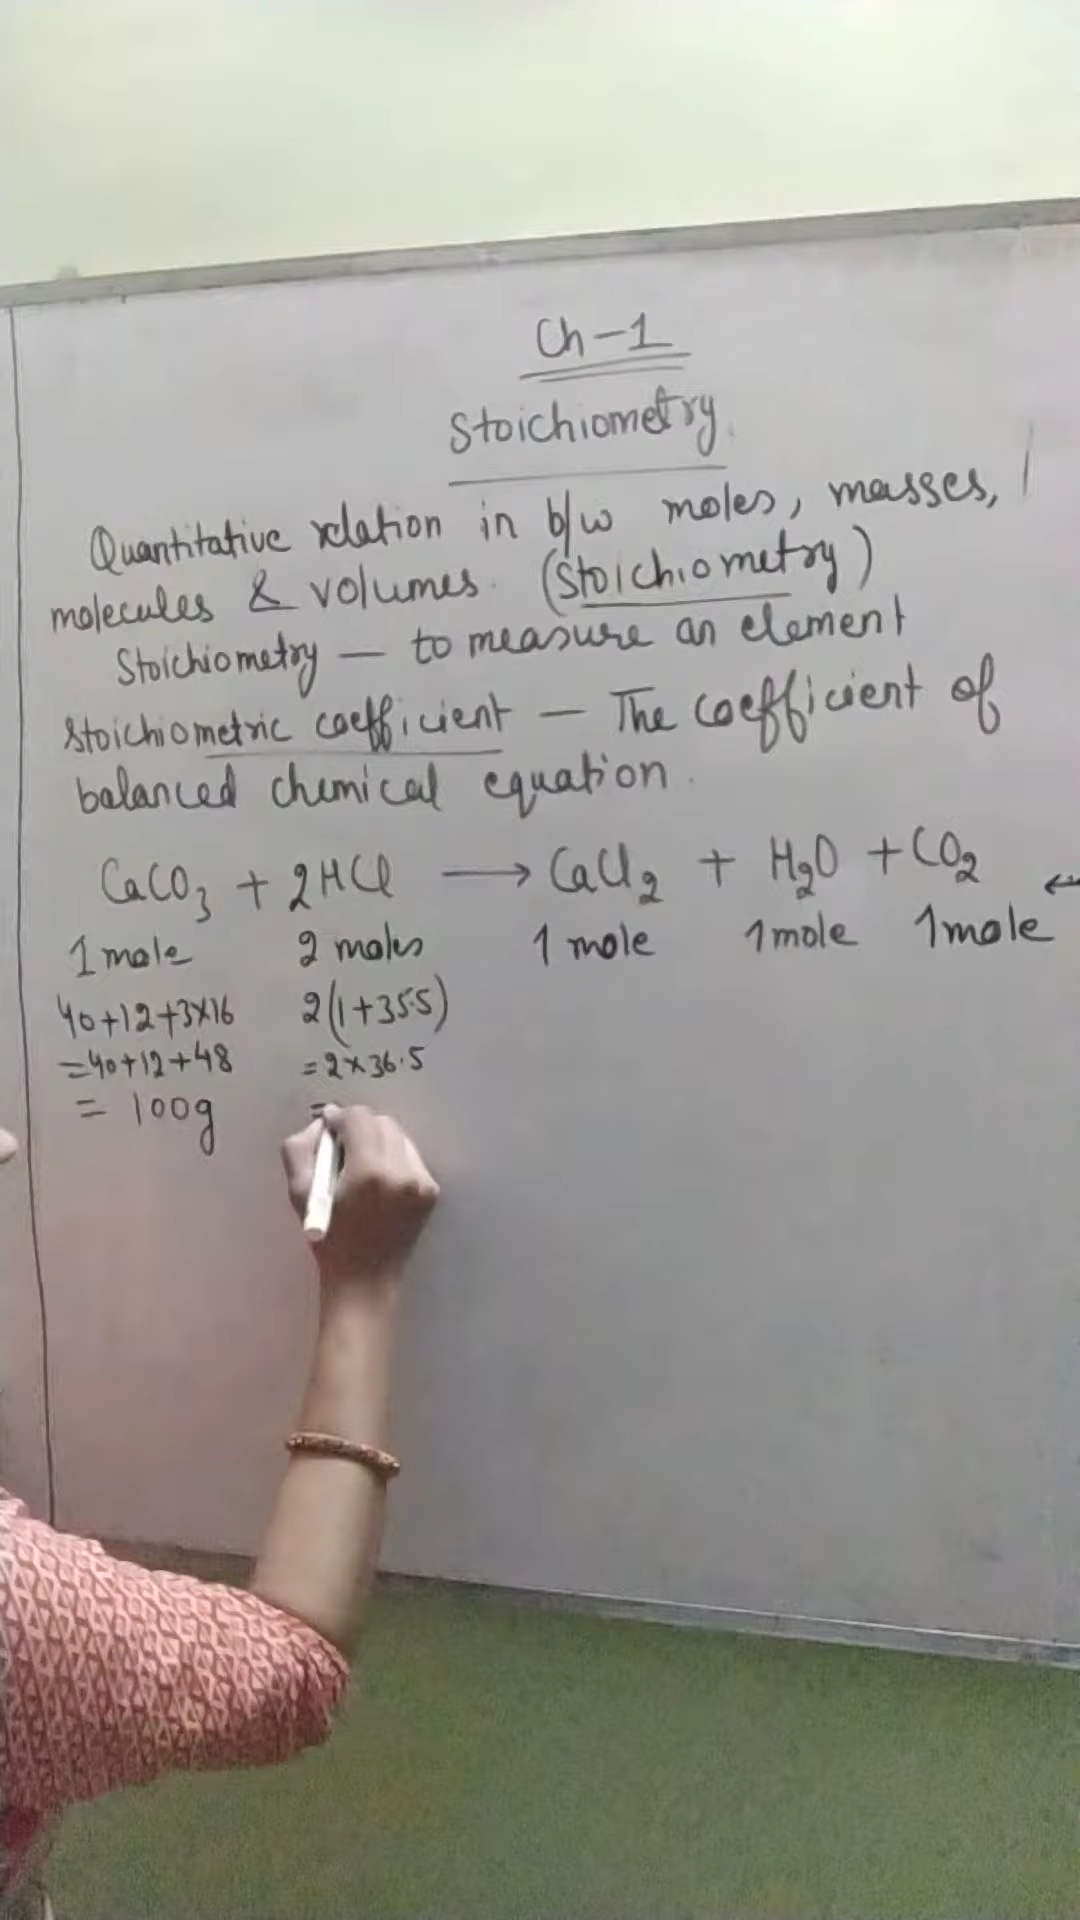 Ch-1
Stoichiometry
Quantitative relation in b/w moles, masses,
molecules & volumes. (Stoichiometry)
Stoichiometry — to measure an element
Stoichiometric coefficient — The coefficient of
balanced chemical equation.
CaCO₃ + 2HCl ⟶ CaCl₂ + H₂O + CO₂ ←
1 mole 2 moles 1 mole 1 mole 1 mole
40+12+3×16 2(1+35.5)
=40+12+48 =2×36.5
= 100g =